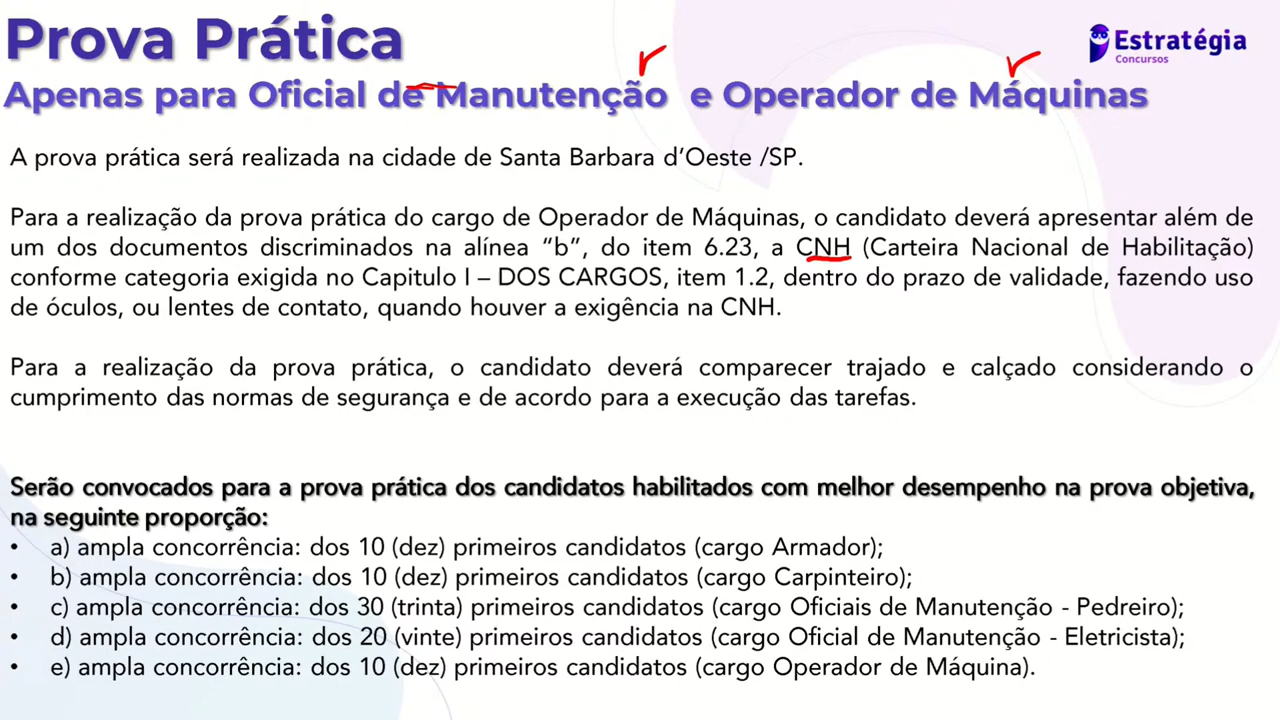 Prova Prática
Estratégia
Concursos
Apenas para Oficial de Manutenção e Operador de Máquinas
A prova prática será realizada na cidade de Santa Barbara d’Oeste /SP.
Para a realização da prova prática do cargo de Operador de Máquinas, o candidato deverá apresentar além de
um dos documentos discriminados na alínea “b”, do item 6.23, a CNH (Carteira Nacional de Habilitação)
conforme categoria exigida no Capitulo I – DOS CARGOS, item 1.2, dentro do prazo de validade, fazendo uso
de óculos, ou lentes de contato, quando houver a exigência na CNH.
Para a realização da prova prática, o candidato deverá comparecer trajado e calçado considerando o
cumprimento das normas de segurança e de acordo para a execução das tarefas.
Serão convocados para a prova prática dos candidatos habilitados com melhor desempenho na prova objetiva,
na seguinte proporção:
• a) ampla concorrência: dos 10 (dez) primeiros candidatos (cargo Armador);
• b) ampla concorrência: dos 10 (dez) primeiros candidatos (cargo Carpinteiro);
• c) ampla concorrência: dos 30 (trinta) primeiros candidatos (cargo Oficiais de Manutenção - Pedreiro);
• d) ampla concorrência: dos 20 (vinte) primeiros candidatos (cargo Oficial de Manutenção - Eletricista);
• e) ampla concorrência: dos 10 (dez) primeiros candidatos (cargo Operador de Máquina).